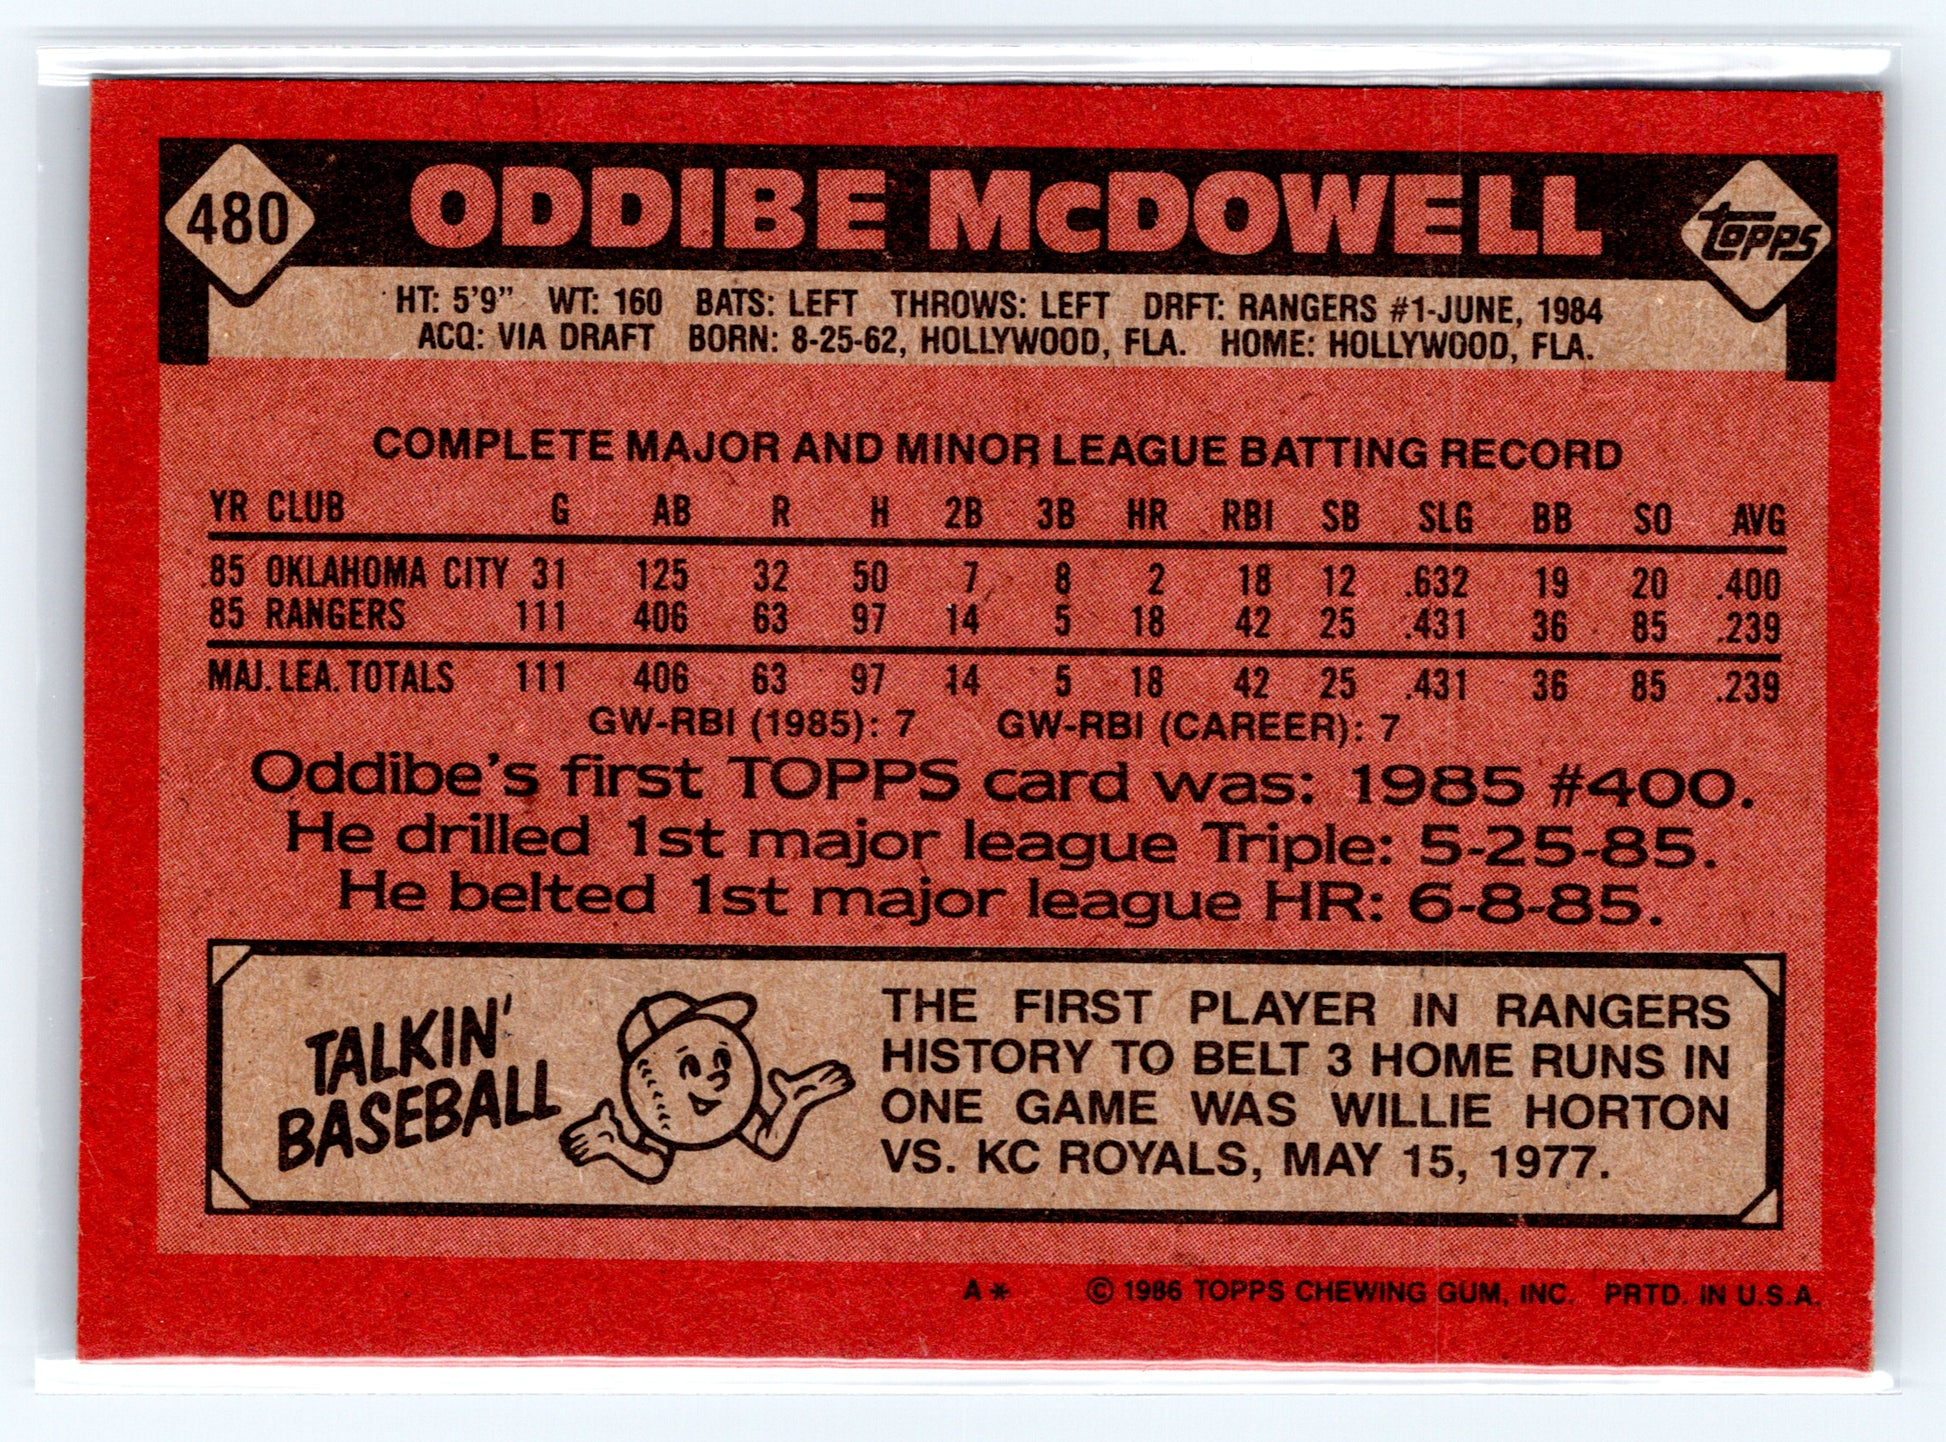 480 ODDIBE McDOWELL topps
HT: 5'9" WT: 160 BATS: LEFT THROWS: LEFT DRFT: RANGERS #1-JUNE, 1984
ACQ: VIA DRAFT BORN: 8-25-62, HOLLYWOOD, FLA. HOME: HOLLYWOOD, FLA.
COMPLETE MAJOR AND MINOR LEAGUE BATTING RECORD
YR CLUB G AB R H 2B 3B HR RBI SB SLG BB SO AVG
85 OKLAHOMA CITY 31 125 32 50 7 8 2 18 12 .632 19 20 .400
85 RANGERS 111 406 63 97 14 5 18 42 25 .431 36 85 .239
MAJ. LEA. TOTALS 111 406 63 97 14 5 18 42 25 .431 36 85 .239
GW-RBI (1985): 7 GW-RBI (CAREER): 7
Oddibe's first TOPPS card was: 1985 #400.
He drilled 1st major league Triple: 5-25-85.
He belted 1st major league HR: 6-8-85.
TALKIN'
BASEBALL
THE FIRST PLAYER IN RANGERS
HISTORY TO BELT 3 HOME RUNS IN
ONE GAME WAS WILLIE HORTON
VS. KC ROYALS, MAY 15, 1977.
A* © 1986 TOPPS CHEWING GUM, INC. PRTD. IN U.S.A.